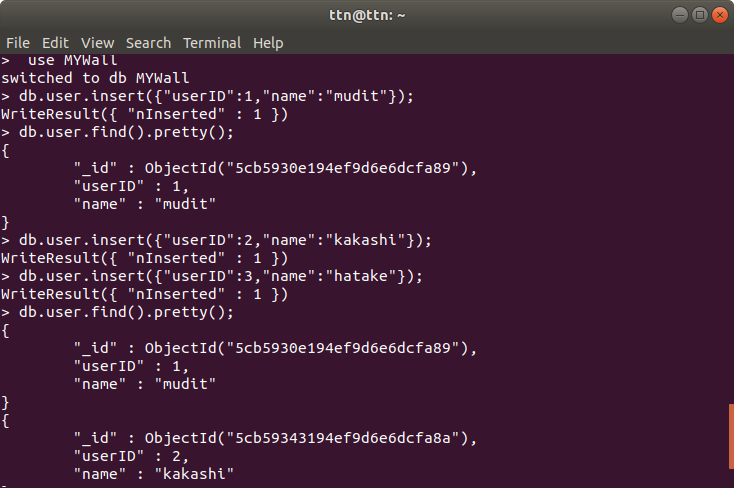 ttn@ttn: ~
File Edit View Search Terminal Help
>  use MYWall
switched to db MYWall
> db.user.insert({"userID":1,"name":"mudit"});
WriteResult({ "nInserted" : 1 })
> db.user.find().pretty();
{
        "_id" : ObjectId("5cb5930e194ef9d6e6dcfa89"),
        "userID" : 1,
        "name" : "mudit"
}
> db.user.insert({"userID":2,"name":"kakashi"});
WriteResult({ "nInserted" : 1 })
> db.user.insert({"userID":3,"name":"hatake"});
WriteResult({ "nInserted" : 1 })
> db.user.find().pretty();
{
        "_id" : ObjectId("5cb5930e194ef9d6e6dcfa89"),
        "userID" : 1,
        "name" : "mudit"
}
{
        "_id" : ObjectId("5cb59343194ef9d6e6dcfa8a"),
        "userID" : 2,
        "name" : "kakashi"